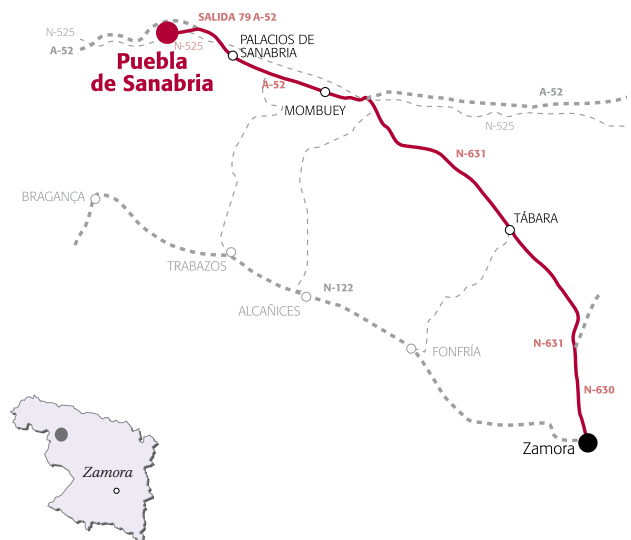 SALIDA 79 A-52
N-525
A-52
N-525
PALACIOS DE
SANABRIA
Puebla
de Sanabria
A-52
MOMBUEY
A-52
N-525
N-631
BRAGANÇA
TÁBARA
TRABAZOS
N-122
ALCAÑICES
N-631
FONFRÍA
N-630
Zamora
Zamora